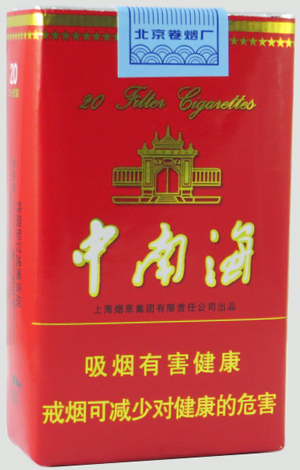 北京卷烟厂
20 Filter Cigarettes
20
中南海
上海烟草集团有限责任公司出品
吸烟有害健康
戒烟可减少对健康的危害